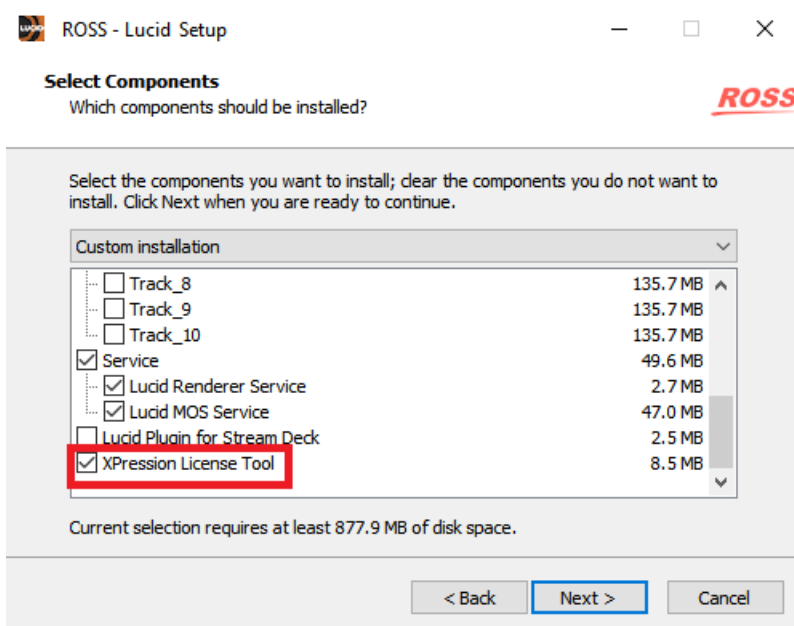 LUCID
ROSS - Lucid Setup
Select Components
Which components should be installed?
ROSS
Select the components you want to install; clear the components you do not want to
install. Click Next when you are ready to continue.
Custom installation
Track_8 135.7 MB
Track_9 135.7 MB
Track_10 135.7 MB
Service 49.6 MB
Lucid Renderer Service 2.7 MB
Lucid MOS Service 47.0 MB
Lucid Plugin for Stream Deck 2.5 MB
XPression License Tool 8.5 MB
Current selection requires at least 877.9 MB of disk space.
< Back Next > Cancel